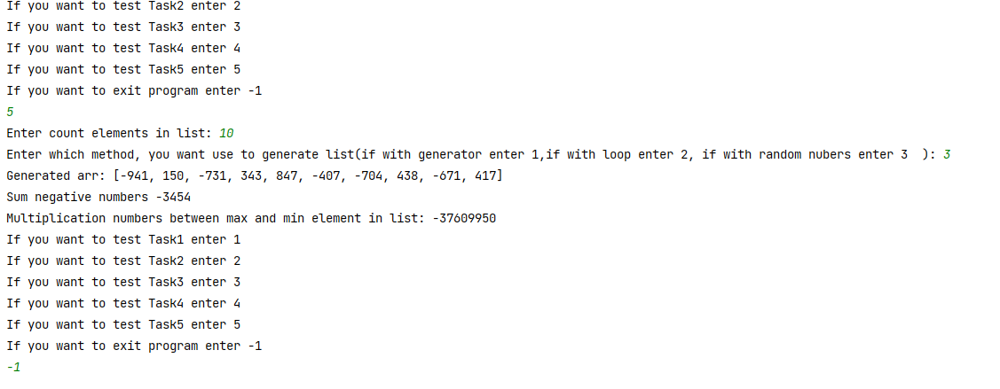 If you want to test Task2 enter 2
If you want to test Task3 enter 3
If you want to test Task4 enter 4
If you want to test Task5 enter 5
If you want to exit program enter -1
5
Enter count elements in list: 10
Enter which method, you want use to generate list(if with generator enter 1,if with loop enter 2, if with random nubers enter 3  ): 3
Generated arr: [-941, 150, -731, 343, 847, -407, -704, 438, -671, 417]
Sum negative numbers -3454
Multiplication numbers between max and min element in list: -37609950
If you want to test Task1 enter 1
If you want to test Task2 enter 2
If you want to test Task3 enter 3
If you want to test Task4 enter 4
If you want to test Task5 enter 5
If you want to exit program enter -1
-1